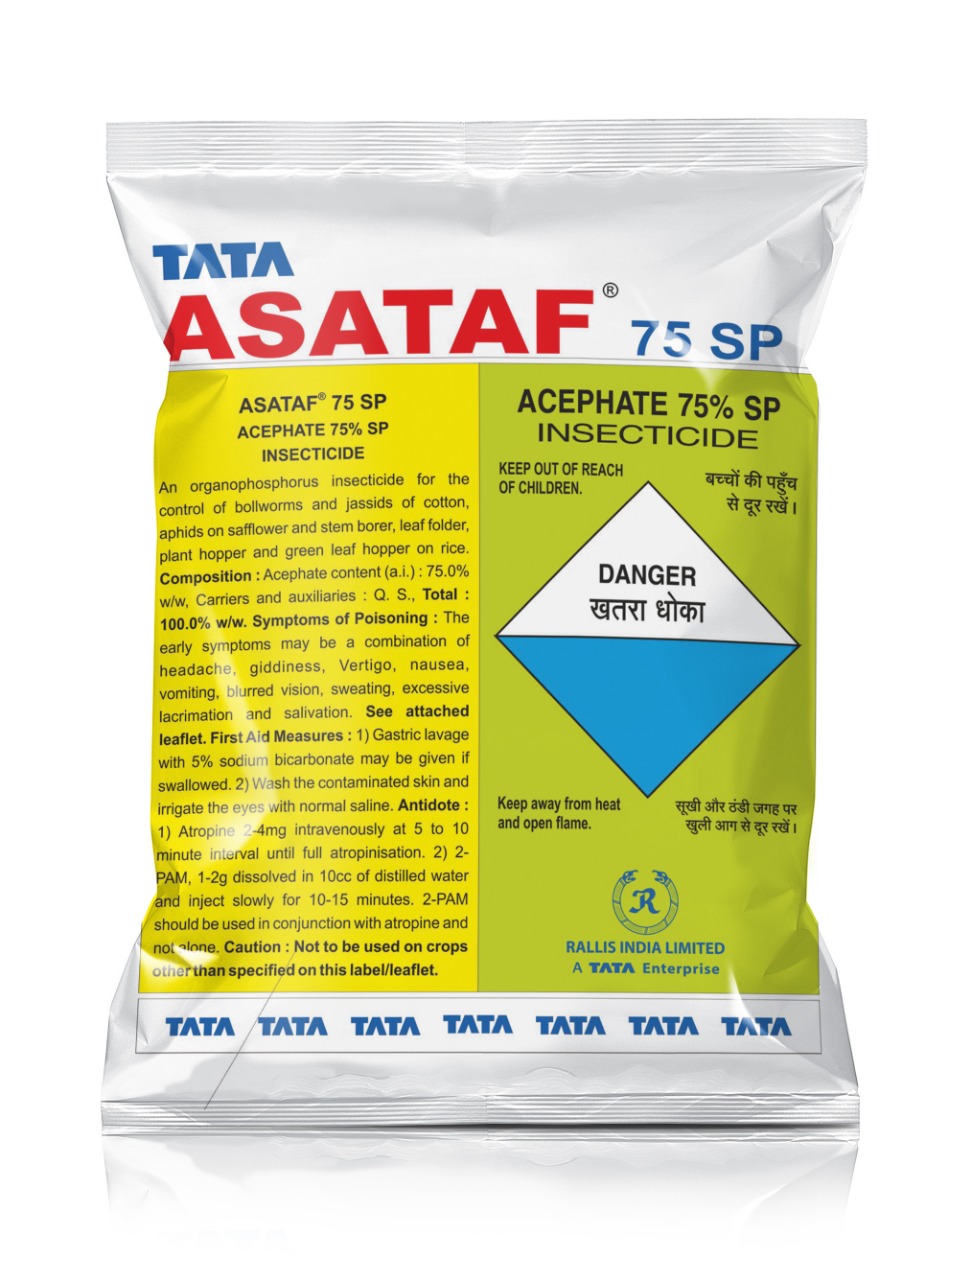 TATA
ASATAF®
75 SP
ASATAF® 75 SP
ACEPHATE 75% SP
INSECTICIDE
An organophosphorus insecticide for the
control of bollworms and jassids of cotton,
aphids on safflower and stem borer, leaf folder,
plant hopper and green leaf hopper on rice.
Composition : Acephate content (a.i.) : 75.0%
w/w, Carriers and auxiliaries : Q. S., Total :
100.0% w/w. Symptoms of Poisoning : The
early symptoms may be a combination of
headache, giddiness, Vertigo, nausea,
vomiting, blurred vision, sweating, excessive
lacrimation and salivation. See attached
leaflet. First Aid Measures : 1) Gastric lavage
with 5% sodium bicarbonate may be given if
swallowed. 2) Wash the contaminated skin and
irrigate the eyes with normal saline. Antidote :
1) Atropine 2-4mg intravenously at 5 to 10
minute interval until full atropinisation. 2) 2-
PAM, 1-2g dissolved in 10cc of distilled water
and inject slowly for 10-15 minutes. 2-PAM
should be used in conjunction with atropine and
not alone. Caution : Not to be used on crops
other than specified on this label/leaflet.
ACEPHATE 75% SP
INSECTICIDE
KEEP OUT OF REACH
OF CHILDREN.
बच्चों की पहुँच
से दूर रखें।
DANGER
खतरा धोका
Keep away from heat
and open flame.
सूखी और ठंडी जगह पर
खुली आग से दूर रखें।
R
RALLIS INDIA LIMITED
A TATA Enterprise
TATA TATA TATA TATA TATA TATA TATA